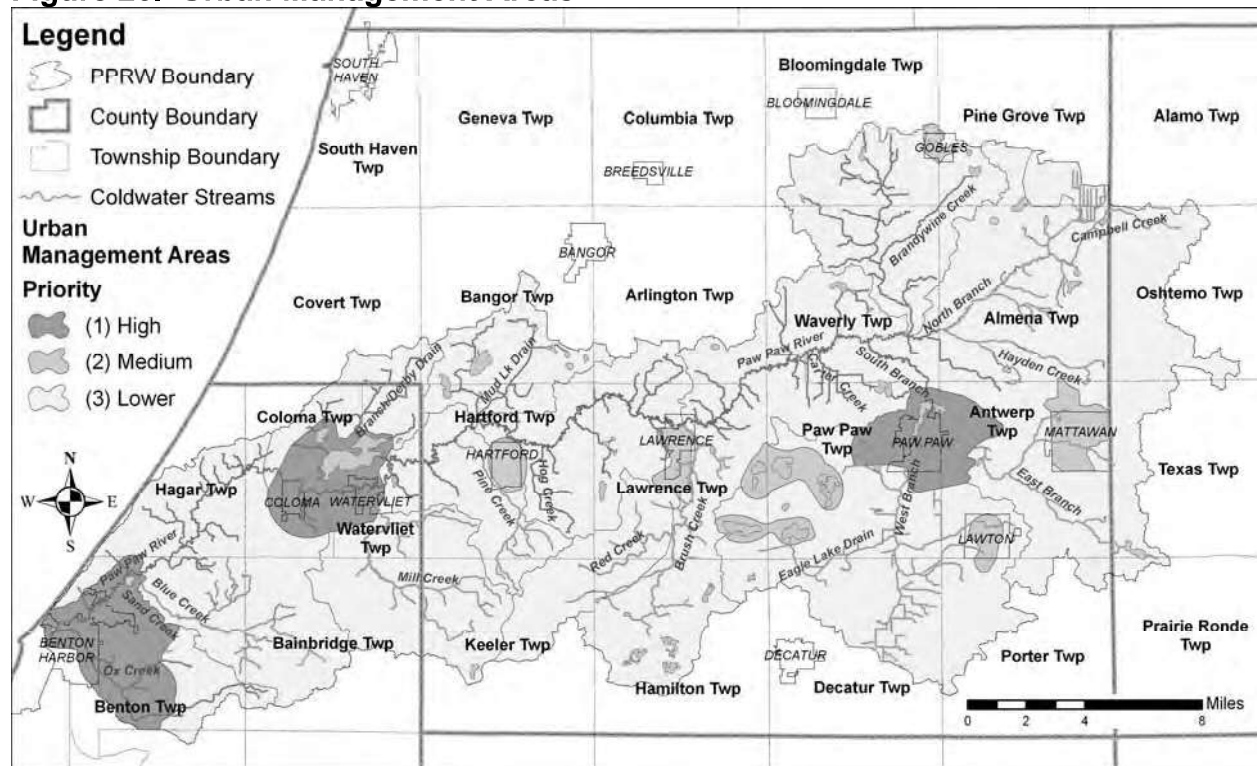 Legend
PPRW Boundary
County Boundary
Township Boundary
Coldwater Streams
Urban
Management Areas
Priority
(1) High
(2) Medium
(3) Lower
N
W E
S
SOUTH
HAVEN
South Haven
Twp
Geneva Twp
Columbia Twp
Bloomingdale Twp
BLOOMINGDALE
Pine Grove Twp
Alamo Twp
GOBLES
BREEDSVILLE
BANGOR
Brandywine Creek
Campbell Creek
Covert Twp
Bangor Twp
Arlington Twp
Waverly Twp
North Branch
Almena Twp
Oshtemo Twp
Paw Paw River
South Branch
Hayden Creek
Carter Creek
Branch Derby Drain
Mud Lk Drain
Coloma Twp
Hartford Twp
HARTFORD
LAWRENCE
Paw Paw
Twp
PAW PAW
Antwerp
Twp
MATTAWAN
Texas Twp
Hagar Twp
COLOMA
WATERVLIET
Watervliet
Twp
Pine Creek
Hog Creek
Lawrence Twp
West Branch
East Branch
LAWTON
Red Creek
Brush Creek
Eagle Lake Drain
Mill Creek
Paw Paw River
Blue Creek
Sand Creek
BENTON
HARBOR
Ox Creek
Benton Twp
Bainbridge Twp
Keeler Twp
Hamilton Twp
DECATUR
Decatur Twp
Porter Twp
Prairie Ronde
Twp
Miles
0 2 4 8